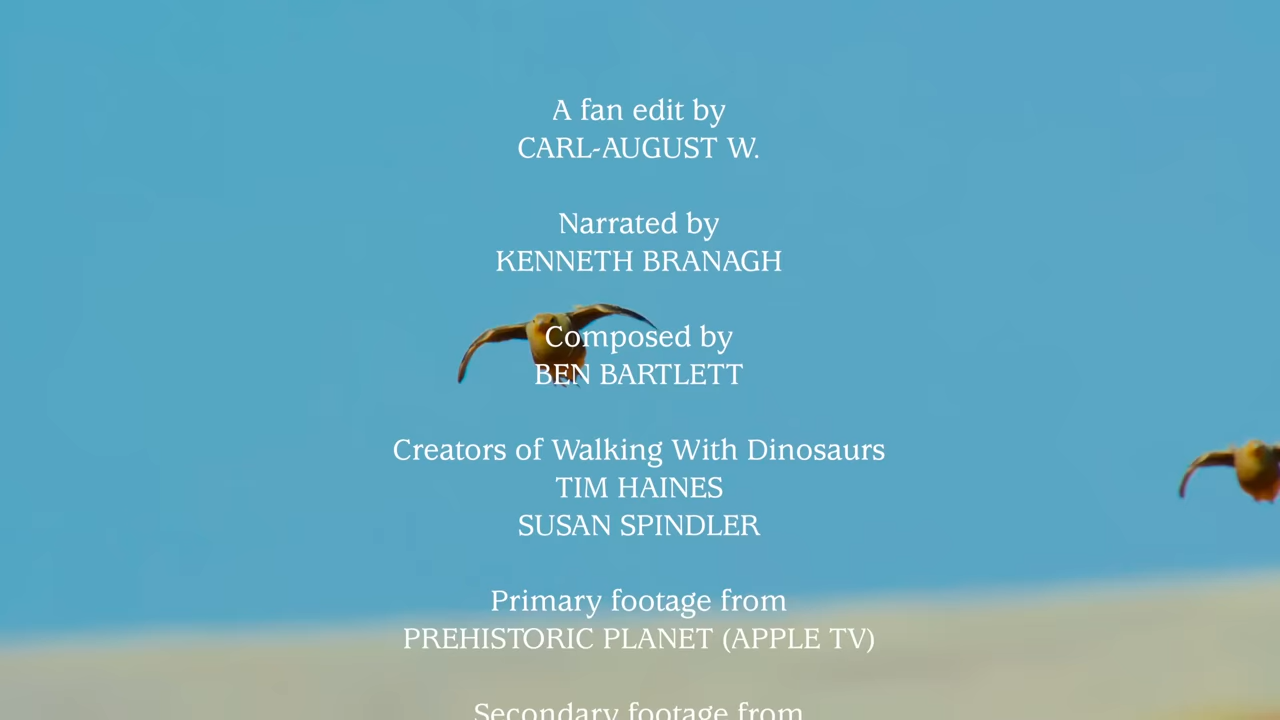 A fan edit by
CARL-AUGUST W.
Narrated by
KENNETH BRANAGH
Composed by
BEN BARTLETT
Creators of Walking With Dinosaurs
TIM HAINES
SUSAN SPINDLER
Primary footage from
PREHISTORIC PLANET (APPLE TV)
Secondary footage from